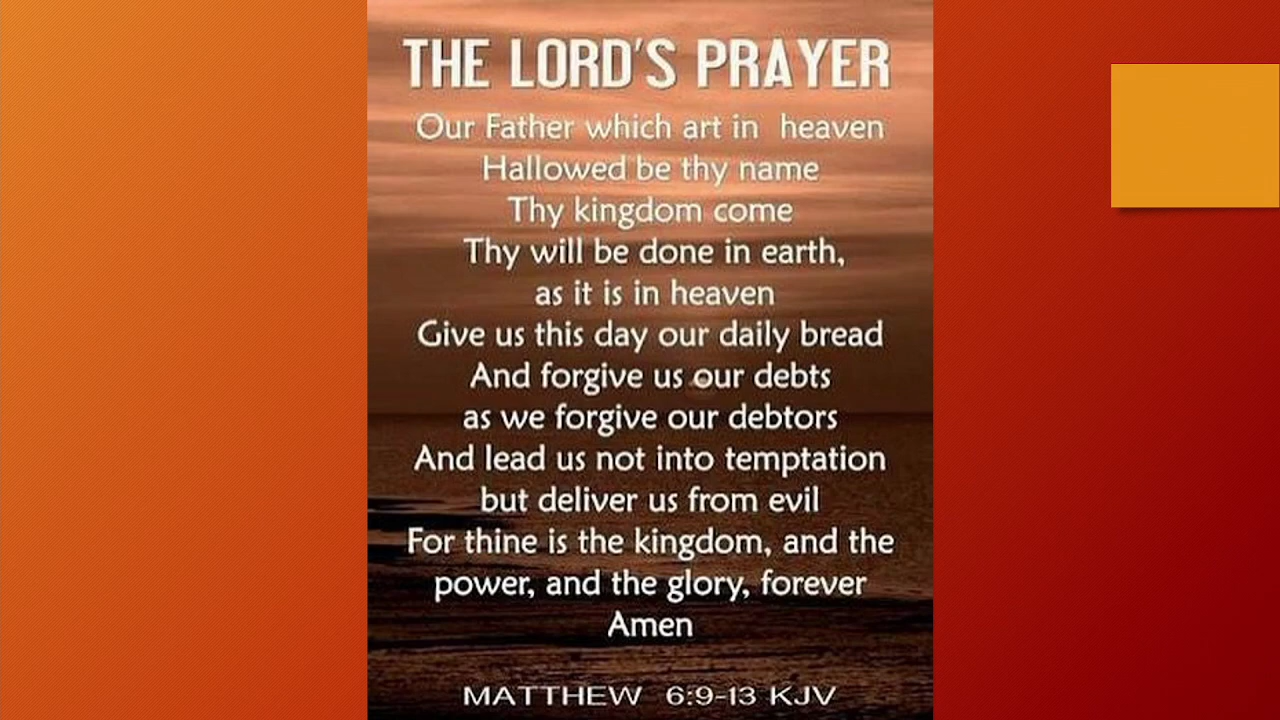 THE LORD'S PRAYER
Our Father which art in heaven
Hallowed be thy name
Thy kingdom come
Thy will be done in earth,
as it is in heaven
Give us this day our daily bread
And forgive us our debts
as we forgive our debtors
And lead us not into temptation
but deliver us from evil
For thine is the kingdom, and the
power, and the glory, forever
Amen
MATTHEW 6:9-13 KJV